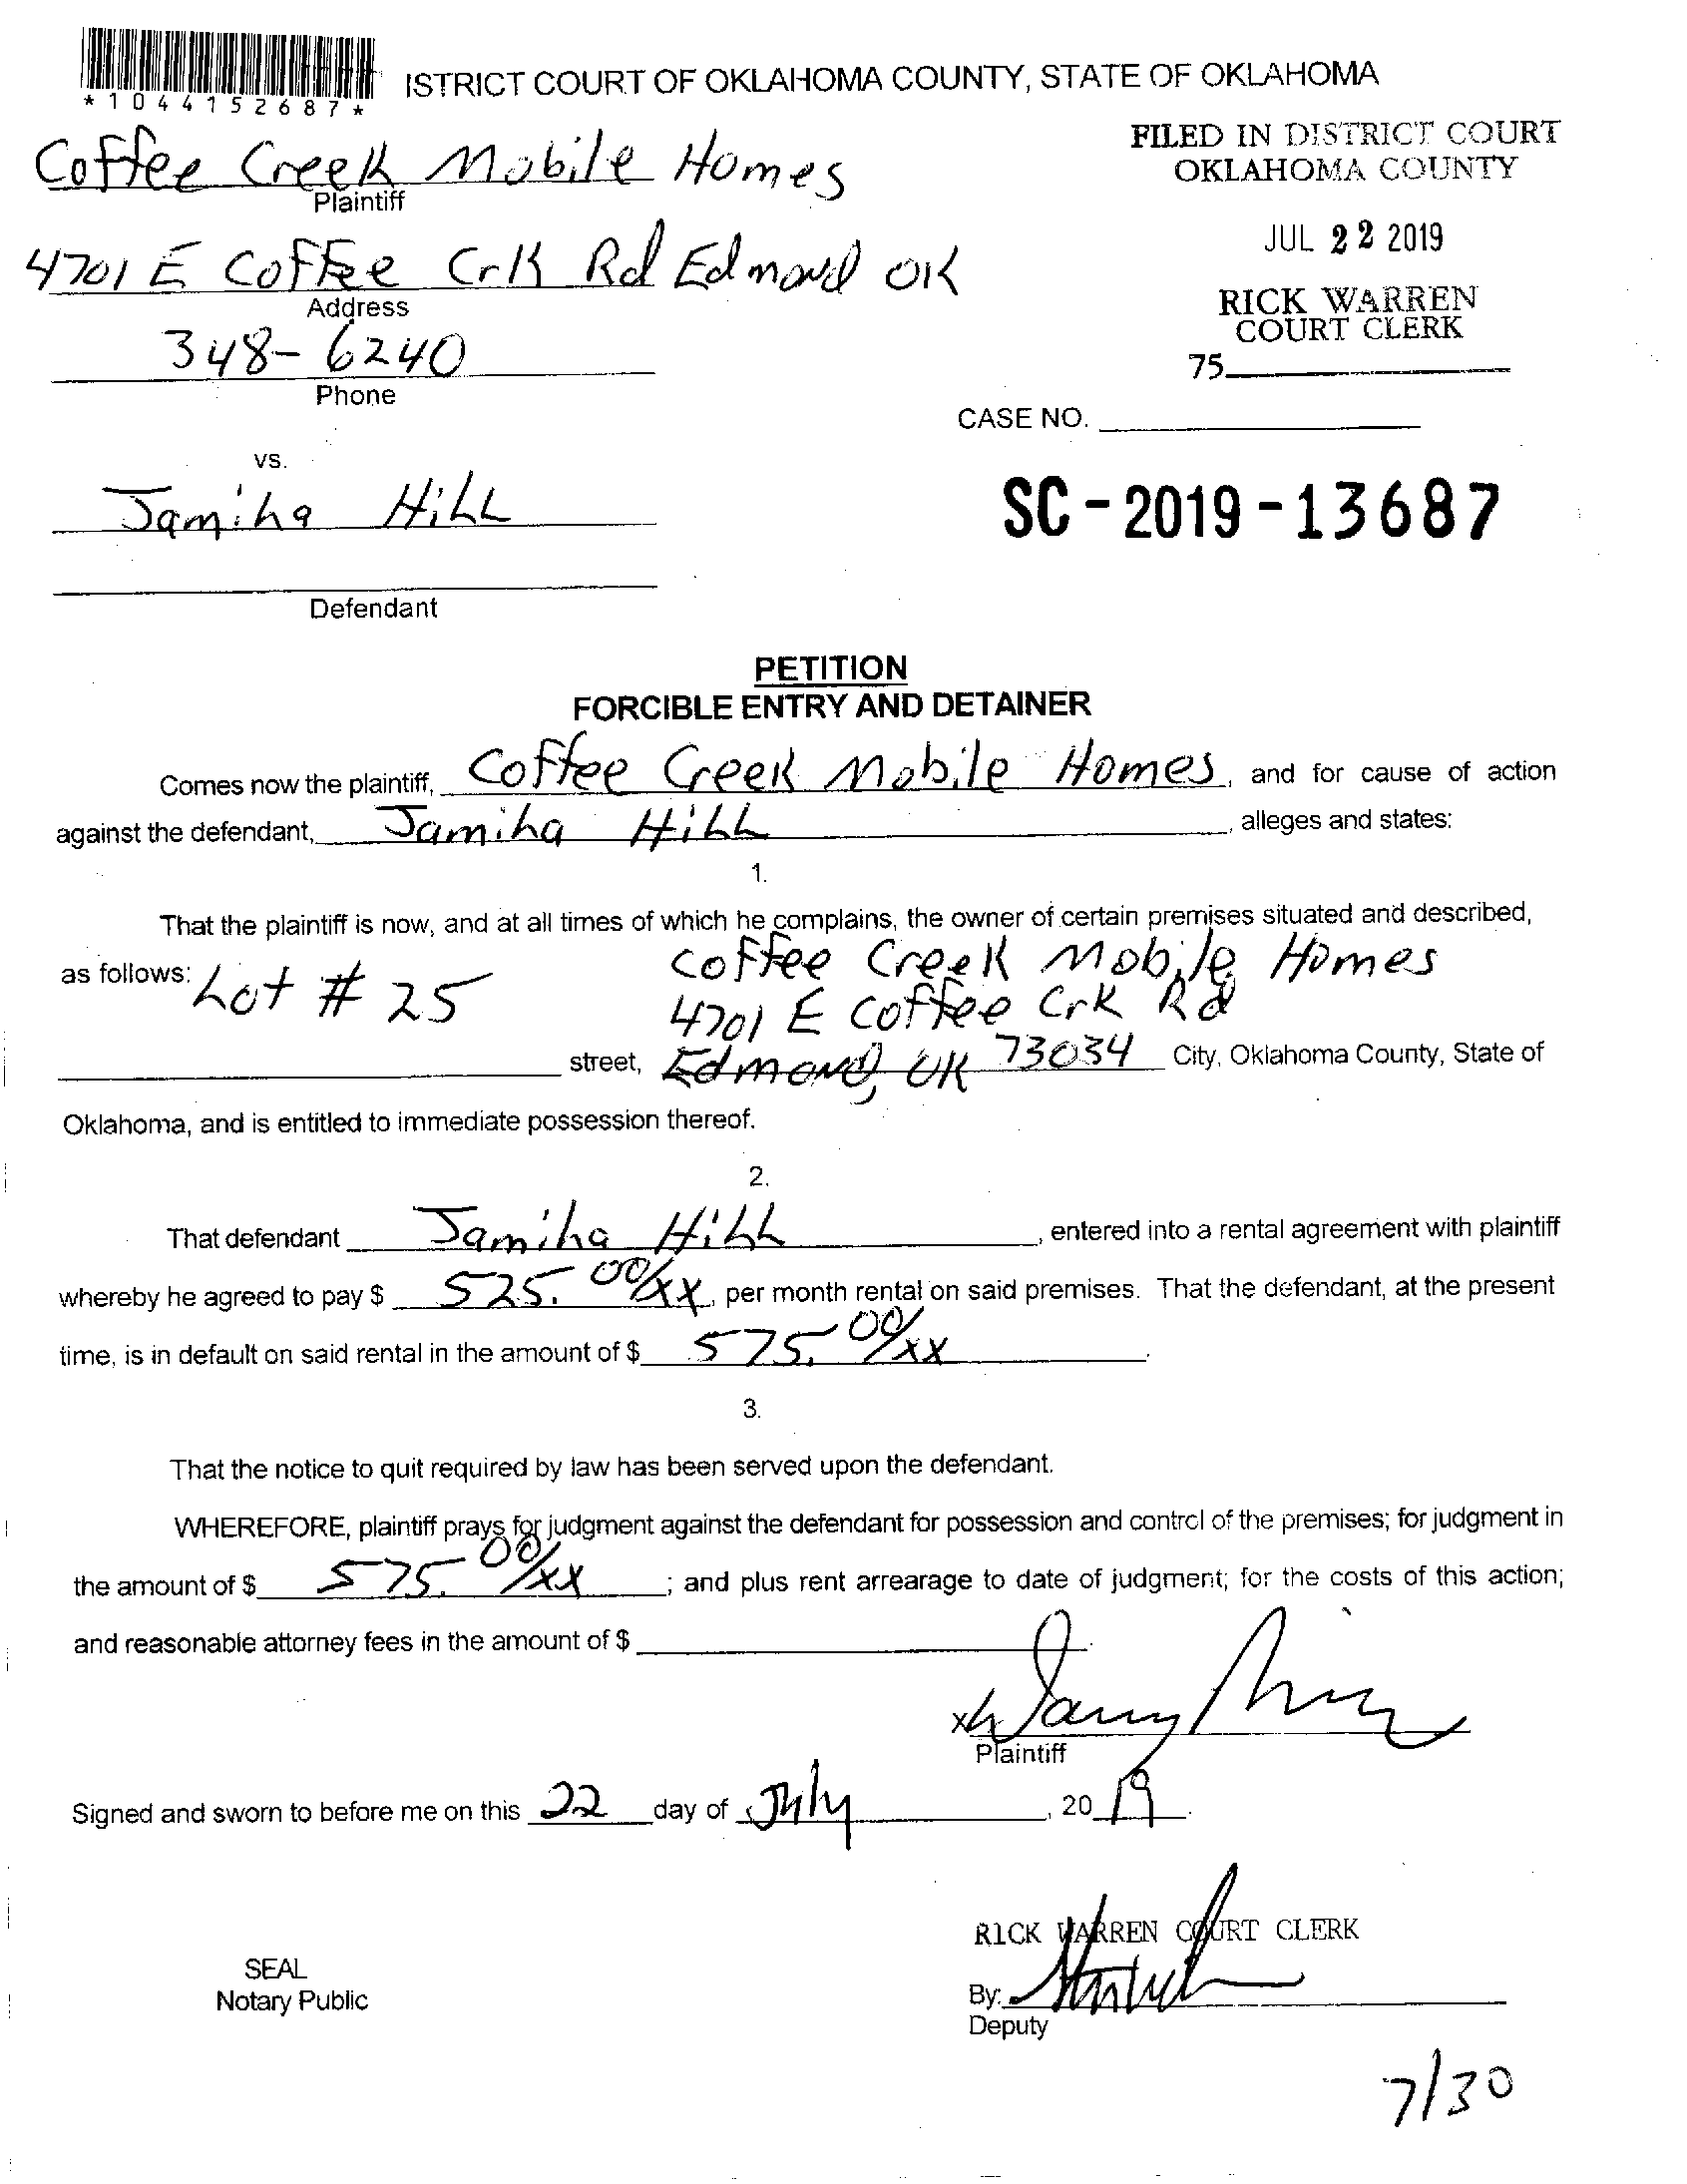 *1044152687*
ISTRICT COURT OF OKLAHOMA COUNTY, STATE OF OKLAHOMA
FILED IN DISTRICT COURT
OKLAHOMA COUNTY
Coffee Creek Mobile Homes
Plaintiff
JUL 22 2019
4701 E Coffee Crk Rd Edmond OK
Address
RICK WARREN
COURT CLERK
348-6240
Phone
75
CASE NO.
vs.
Jamiha Hill
SC-2019-13687
Defendant
PETITION
FORCIBLE ENTRY AND DETAINER
Comes now the plaintiff, Coffee Creek Mobile Homes, and for cause of action
against the defendant, Jamiha Hill, alleges and states:
1.
That the plaintiff is now, and at all times of which he complains, the owner of certain premises situated and described,
as follows: Lot # 25 Coffee Creek Mobile Homes
4701 E Coffee Crk Rd
street, Edmond, OK 73034 City, Oklahoma County, State of
Oklahoma, and is entitled to immediate possession thereof.
2.
That defendant Jamiha Hill, entered into a rental agreement with plaintiff
whereby he agreed to pay $ 525. 00/xx, per month rental on said premises. That the defendant, at the present
time, is in default on said rental in the amount of $ 575. 00/xx.
3.
That the notice to quit required by law has been served upon the defendant.
WHEREFORE, plaintiff prays for judgment against the defendant for possession and control of the premises; for judgment in
the amount of $ 575. 00/xx; and plus rent arrearage to date of judgment; for the costs of this action;
and reasonable attorney fees in the amount of $
x
Plaintiff
Signed and sworn to before me on this 22 day of July, 2019.
RICK WARREN COURT CLERK
SEAL
Notary Public
By:
Deputy
7/30